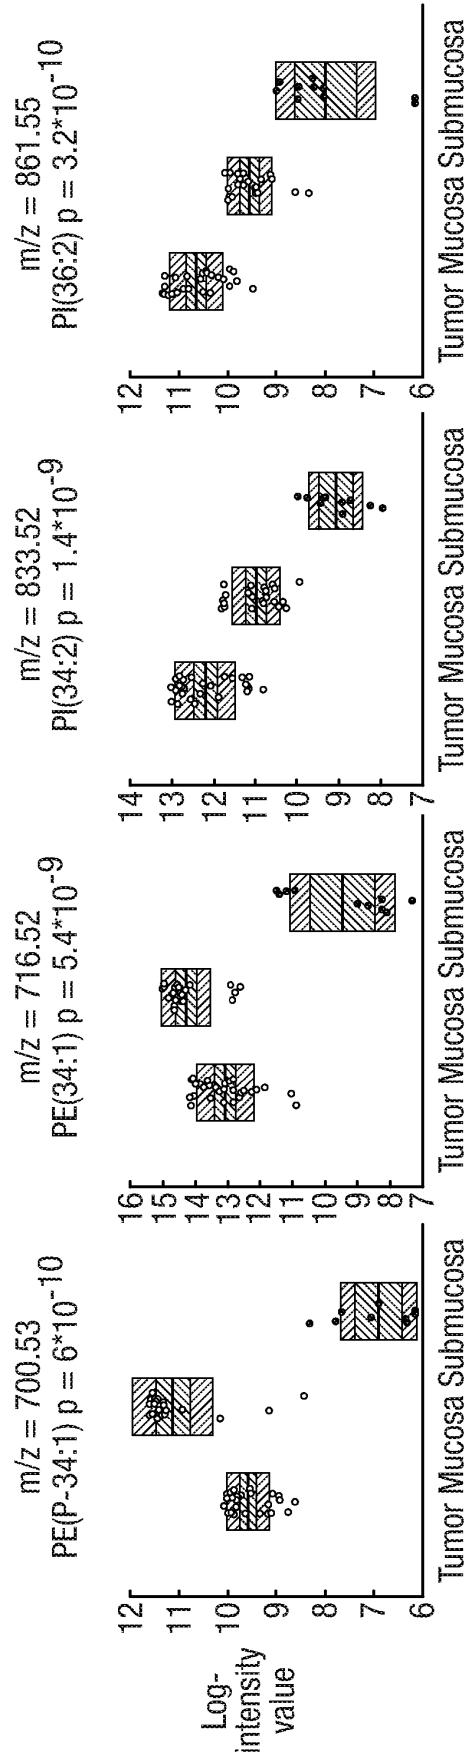 m/z = 700.53
PE(P-34:1) p = 6*10^-10
Log-
intensity
value
12
11
10
9
8
7
6
Tumor Mucosa Submucosa
m/z = 716.52
PE(34:1) p = 5.4*10^-9
16
15
14
13
12
11
10
9
8
7
Tumor Mucosa Submucosa
m/z = 833.52
PI(34:2) p = 1.4*10^-9
14
13
12
11
10
9
8
7
Tumor Mucosa Submucosa
m/z = 861.55
PI(36:2) p = 3.2*10^-10
12
11
10
9
8
7
6
Tumor Mucosa Submucosa